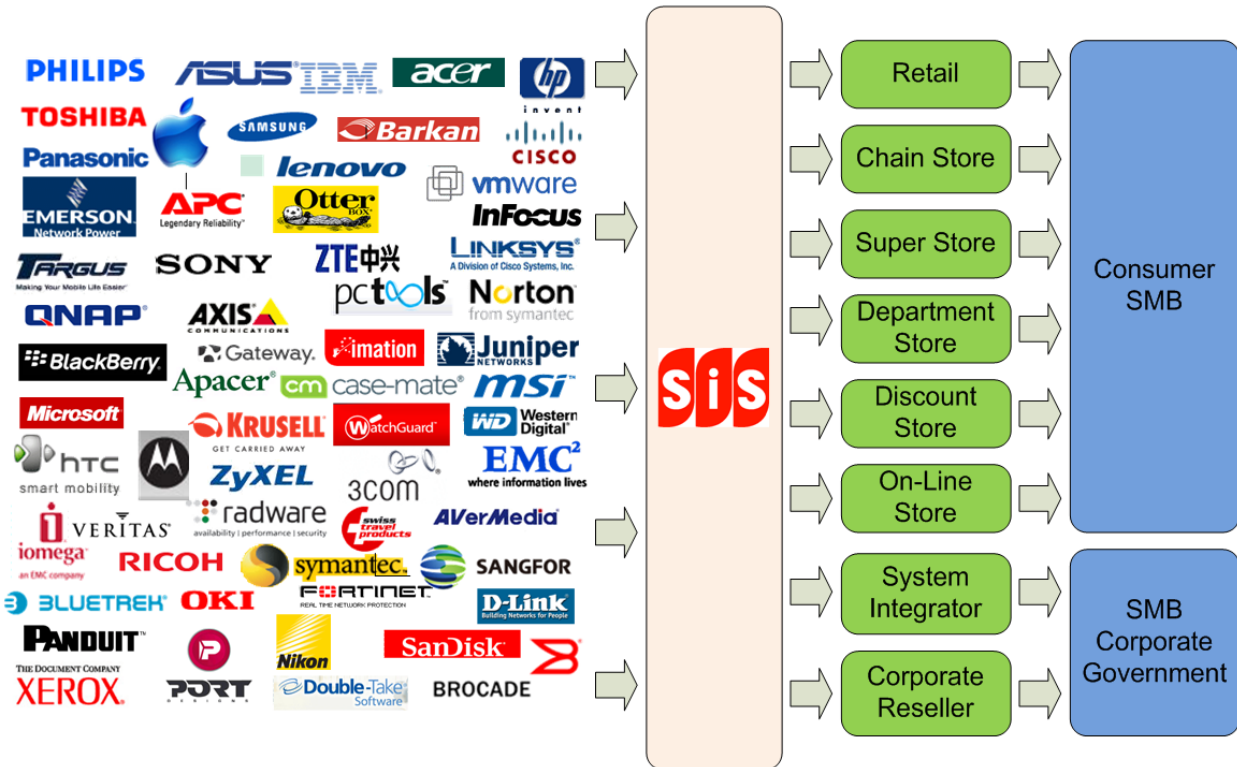 PHILIPS
ASUS
IBM
acer
hp
invent
TOSHIBA
SAMSUNG
Barkan
CISCO
Panasonic
lenovo
vmware
EMERSON
Network Power
APC
Legendary Reliability™
OTTER
BOX
InFocus
TARGUS
Making Your Mobile Life Easier
SONY
ZTE中兴
LINKSYS®
A Division of Cisco Systems, Inc.
pctools™
Norton™
from symantec
QNAP
AXIS
COMMUNICATIONS
BlackBerry
Gateway.
imation
Juniper
NETWORKS
Apacer®
cm case-mate®
msi™
Microsoft
KRUSELL
GET CARRIED AWAY
WatchGuard
WD Western
Digital®
htc
smart mobility
ZyXEL
3COM
EMC²
where information lives
iomega
an EMC company
VERITAS
radware
availability | performance | security
swiss
travel
products
AVerMedia
RICOH
symantec.
SANGFOR
BLUETREK
OKI
FORTINET
REAL TIME NETWORK PROTECTION
D-Link
Building Networks for People
PANDUIT™
Nikon
SanDisk
THE DOCUMENT COMPANY
XEROX
PORT
DESIGNS
Double-Take
Software
BROCADE
SiS
Retail
Chain Store
Super Store
Department
Store
Discount
Store
On-Line
Store
System
Integrator
Corporate
Reseller
Consumer
SMB
SMB
Corporate
Government